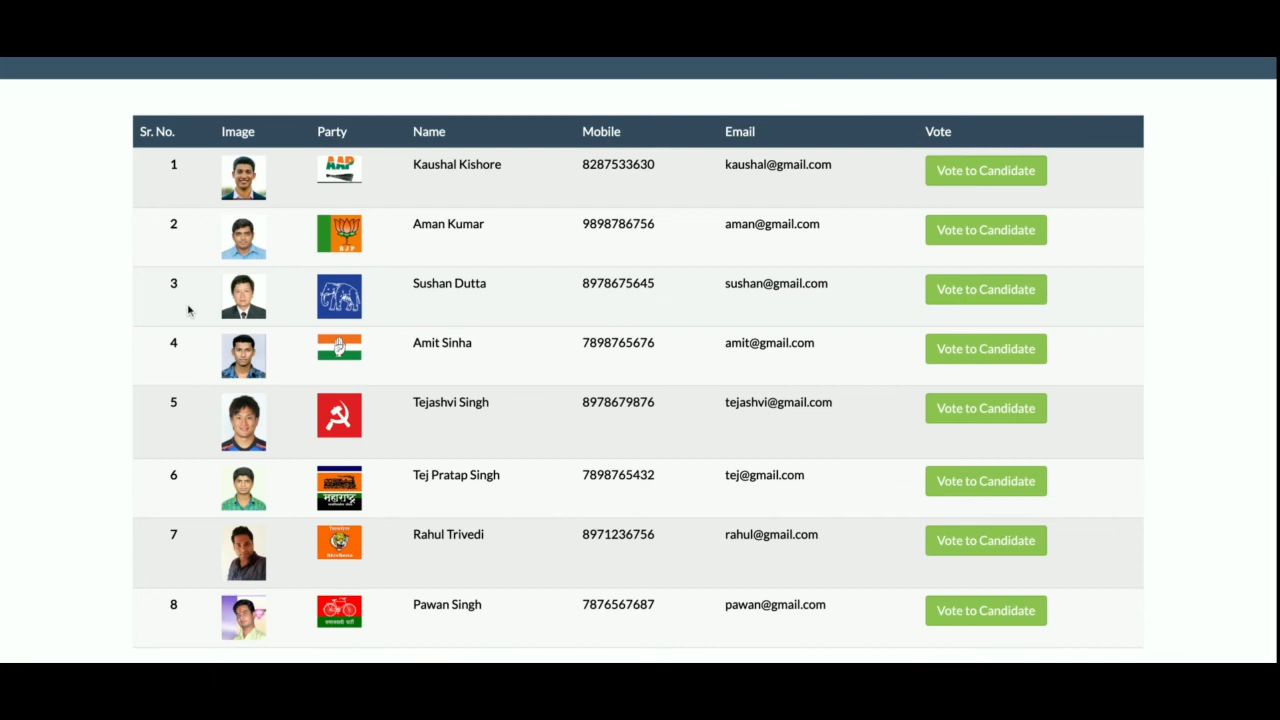 Sr. No. Image Party Name Mobile Email Vote
1 AAP Kaushal Kishore 8287533630 kaushal@gmail.com Vote to Candidate
2 BJP Aman Kumar 9898786756 aman@gmail.com Vote to Candidate
3 Sushan Dutta 8978675645 sushan@gmail.com Vote to Candidate
4 Amit Sinha 7898765676 amit@gmail.com Vote to Candidate
5 Tejashvi Singh 8978679876 tejashvi@gmail.com Vote to Candidate
6 महाराष्ट्र Tej Pratap Singh 7898765432 tej@gmail.com Vote to Candidate
7 Rahul Trivedi 8971236756 rahul@gmail.com Vote to Candidate
8 Pawan Singh 7876567687 pawan@gmail.com Vote to Candidate